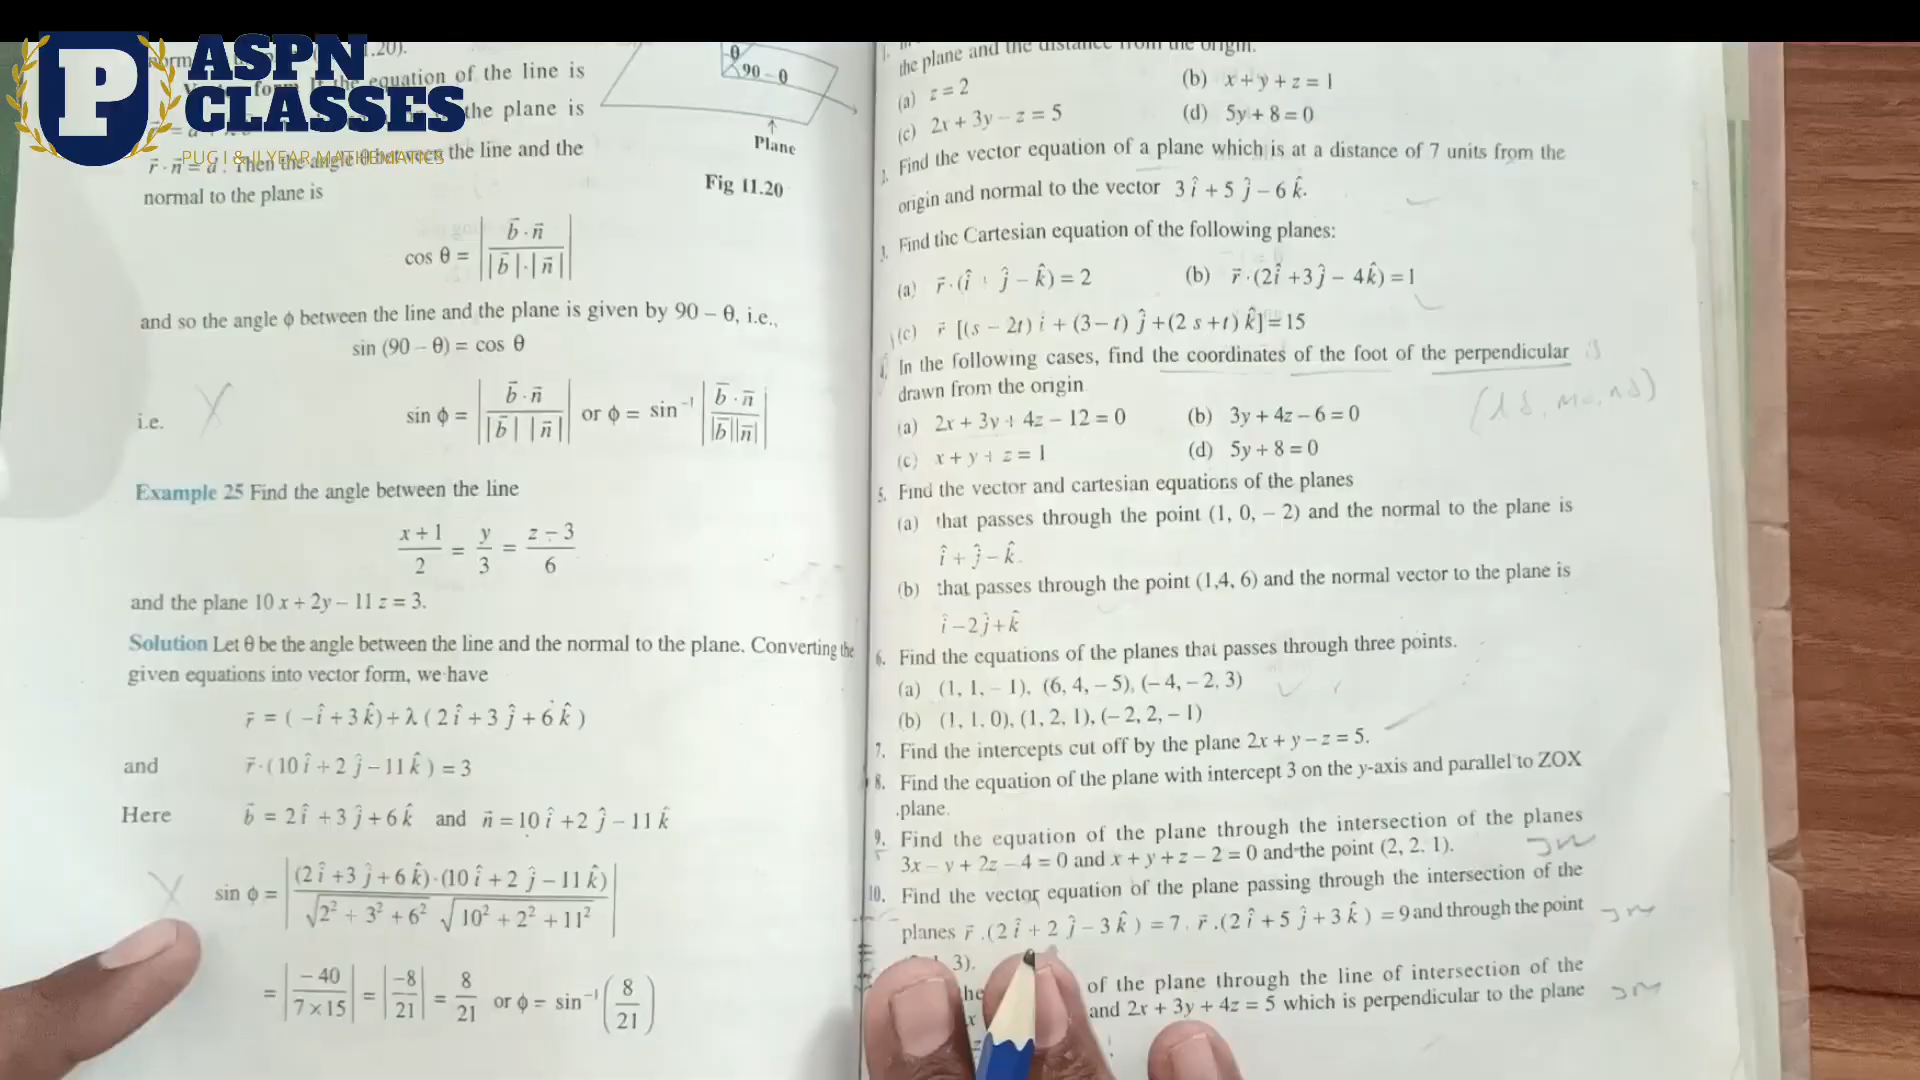 ASPN
CLASSES
PUC I & II YEAR MATHEMATICS
equation of the line is
the plane is
r̄ · n̄ = d . Then the angle θ between the line and the
normal to the plane is
θ
90 – θ
Plane
Fig 11.20
cos θ = | b̄ · n̄ / |b̄| · |n̄| |
and so the angle ϕ between the line and the plane is given by 90 – θ, i.e.,
sin (90 – θ) = cos θ
i.e. sin ϕ = | b̄ · n̄ / |b̄| |n̄| | or ϕ = sin⁻¹ | b̄ · n̄ / |b̄||n̄| |
Example 25 Find the angle between the line
(x + 1)/2 = y/3 = (z – 3)/6
and the plane 10 x + 2y – 11 z = 3.
Solution Let θ be the angle between the line and the normal to the plane. Converting the
given equations into vector form, we have
r̄ = ( –î + 3 k̂ ) + λ ( 2 î + 3 ĵ + 6 k̂ )
and r̄ · ( 10 î + 2 ĵ – 11 k̂ ) = 3
Here b̄ = 2 î + 3 ĵ + 6 k̂ and n̄ = 10 î + 2 ĵ – 11 k̂
sin ϕ = | (2 î + 3 ĵ + 6 k̂) · (10 î + 2 ĵ – 11 k̂) / √(2² + 3² + 6²) √(10² + 2² + 11²) |
= | – 40 / 7 × 15 | = | –8 / 21 | = 8/21 or ϕ = sin⁻¹ (8/21)
the plane and the distance from the origin.
(a) z = 2 (b) x + y + z = 1
(c) 2x + 3y – z = 5 (d) 5y + 8 = 0
2. Find the vector equation of a plane which is at a distance of 7 units from the
origin and normal to the vector 3 î + 5 ĵ – 6 k̂.
3. Find the Cartesian equation of the following planes:
(a) r̄ · (î + ĵ – k̂) = 2 (b) r̄ · (2î + 3 ĵ – 4k̂) = 1
(c) r̄ [(s – 2t) î + (3 – t) ĵ + (2 s + t) k̂] = 15
4. In the following cases, find the coordinates of the foot of the perpendicular
drawn from the origin
(a) 2x + 3y + 4z – 12 = 0 (b) 3y + 4z – 6 = 0
(c) x + y + z = 1 (d) 5y + 8 = 0
5. Find the vector and cartesian equations of the planes
(a) that passes through the point (1, 0, – 2) and the normal to the plane is
î + ĵ – k̂.
(b) that passes through the point (1,4, 6) and the normal vector to the plane is
î – 2 ĵ + k̂
6. Find the equations of the planes that passes through three points.
(a) (1, 1, – 1), (6, 4, – 5), (– 4, – 2, 3)
(b) (1, 1, 0), (1, 2, 1), (– 2, 2, – 1)
7. Find the intercepts cut off by the plane 2x + y – z = 5.
8. Find the equation of the plane with intercept 3 on the y-axis and parallel to ZOX
plane.
9. Find the equation of the plane through the intersection of the planes
3x – y + 2z – 4 = 0 and x + y + z – 2 = 0 and the point (2, 2, 1).
10. Find the vector equation of the plane passing through the intersection of the
planes r̄ .(2 î + 2 ĵ – 3 k̂ ) = 7, r̄ .(2 î + 5 ĵ + 3 k̂ ) = 9 and through the point
3).
of the plane through the line of intersection of the
and 2x + 3y + 4z = 5 which is perpendicular to the plane